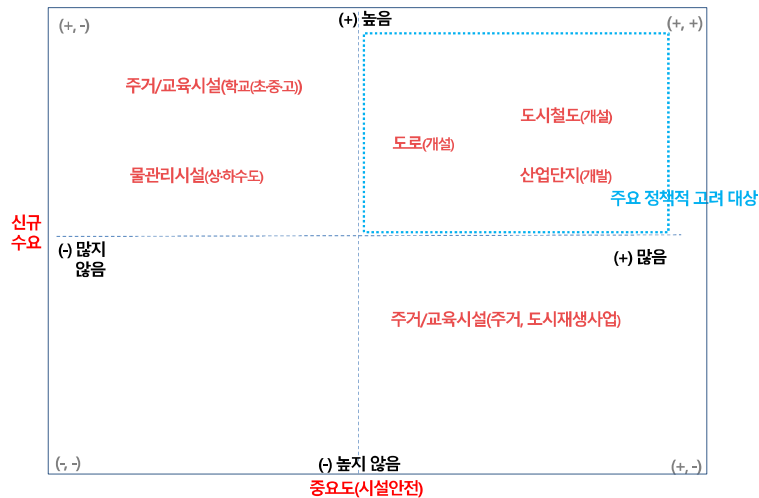 (+, -)
(+) 높음
(+, +)
주거/교육시설(학교(초·중·고))
도시철도(개설)
도로(개설)
물관리시설(상·하수도)
산업단지(개발)
주요 정책적 고려 대상
신규
수요
(-) 많지
않음
(+) 많음
주거/교육시설(주거, 도시재생사업)
(-, -)
(-) 높지 않음
(+, -)
중요도(시설안전)